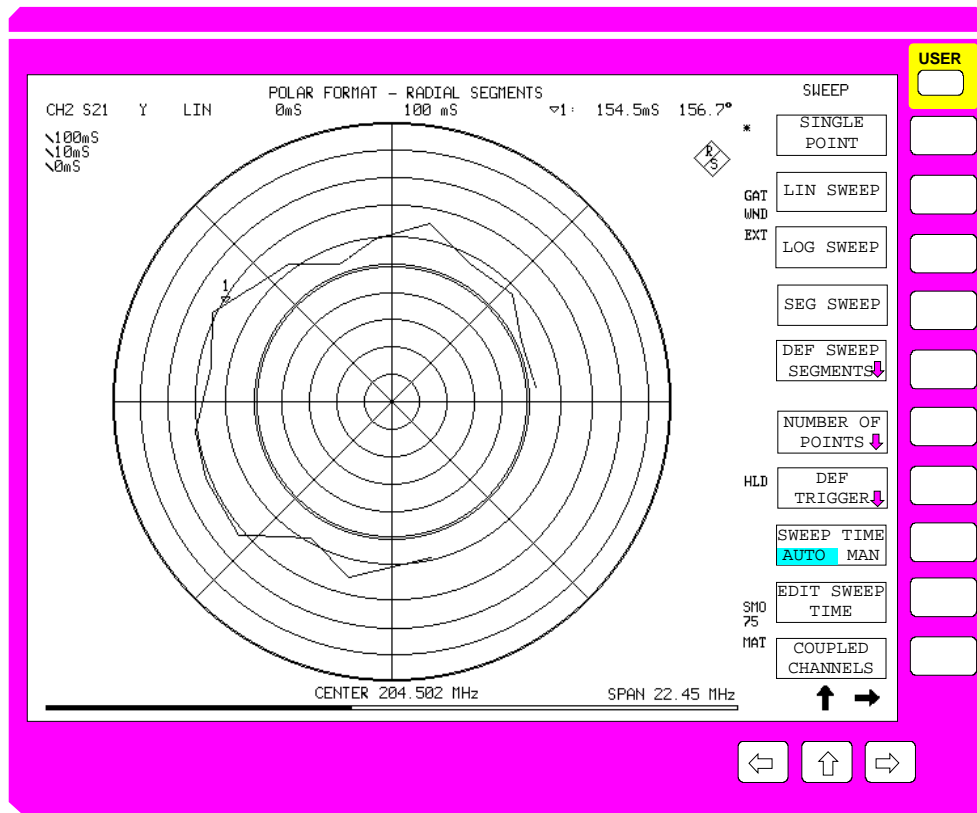 USER
POLAR FORMAT - RADIAL SEGMENTS
CH2 S21 Y LIN 0mS 100 mS ▽1: 154.5mS 156.7°
\100mS
\10mS
\0mS
R
S
1
CENTER 204.502 MHz SPAN 22.45 MHz
*
GAT
WND
EXT
HLD
SMO
75
MAT
SWEEP
SINGLE
POINT
LIN SWEEP
LOG SWEEP
SEG SWEEP
DEF SWEEP
SEGMENTS
NUMBER OF
POINTS
DEF
TRIGGER
SWEEP TIME
AUTO MAN
EDIT SWEEP
TIME
COUPLED
CHANNELS